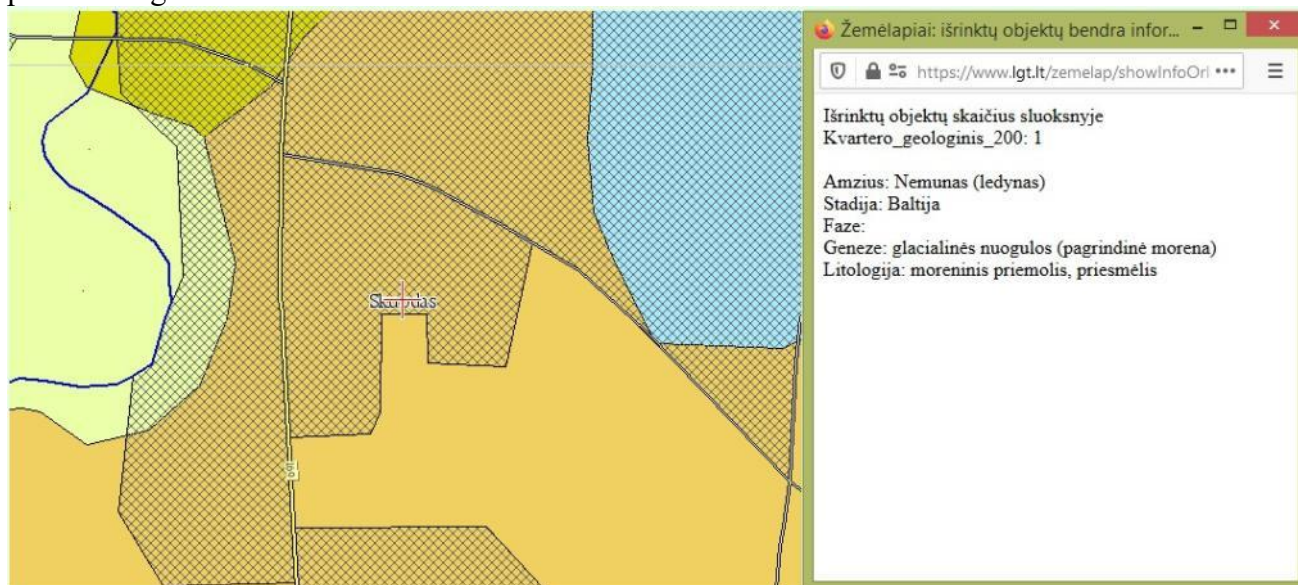 Žemėlapiai: išrinktų objektų bendra infor...
https://www.lgt.lt/zemelap/showInfoOrl
Išrinktų objektų skaičius sluoksnyje
Kvartero_geologinis_200: 1
Amzius: Nemunas (ledynas)
Stadija: Baltija
Faze:
Geneze: glacialinės nuogulos (pagrindinė morena)
Litologija: moreninis priemolis, priesmėlis
Skuodas